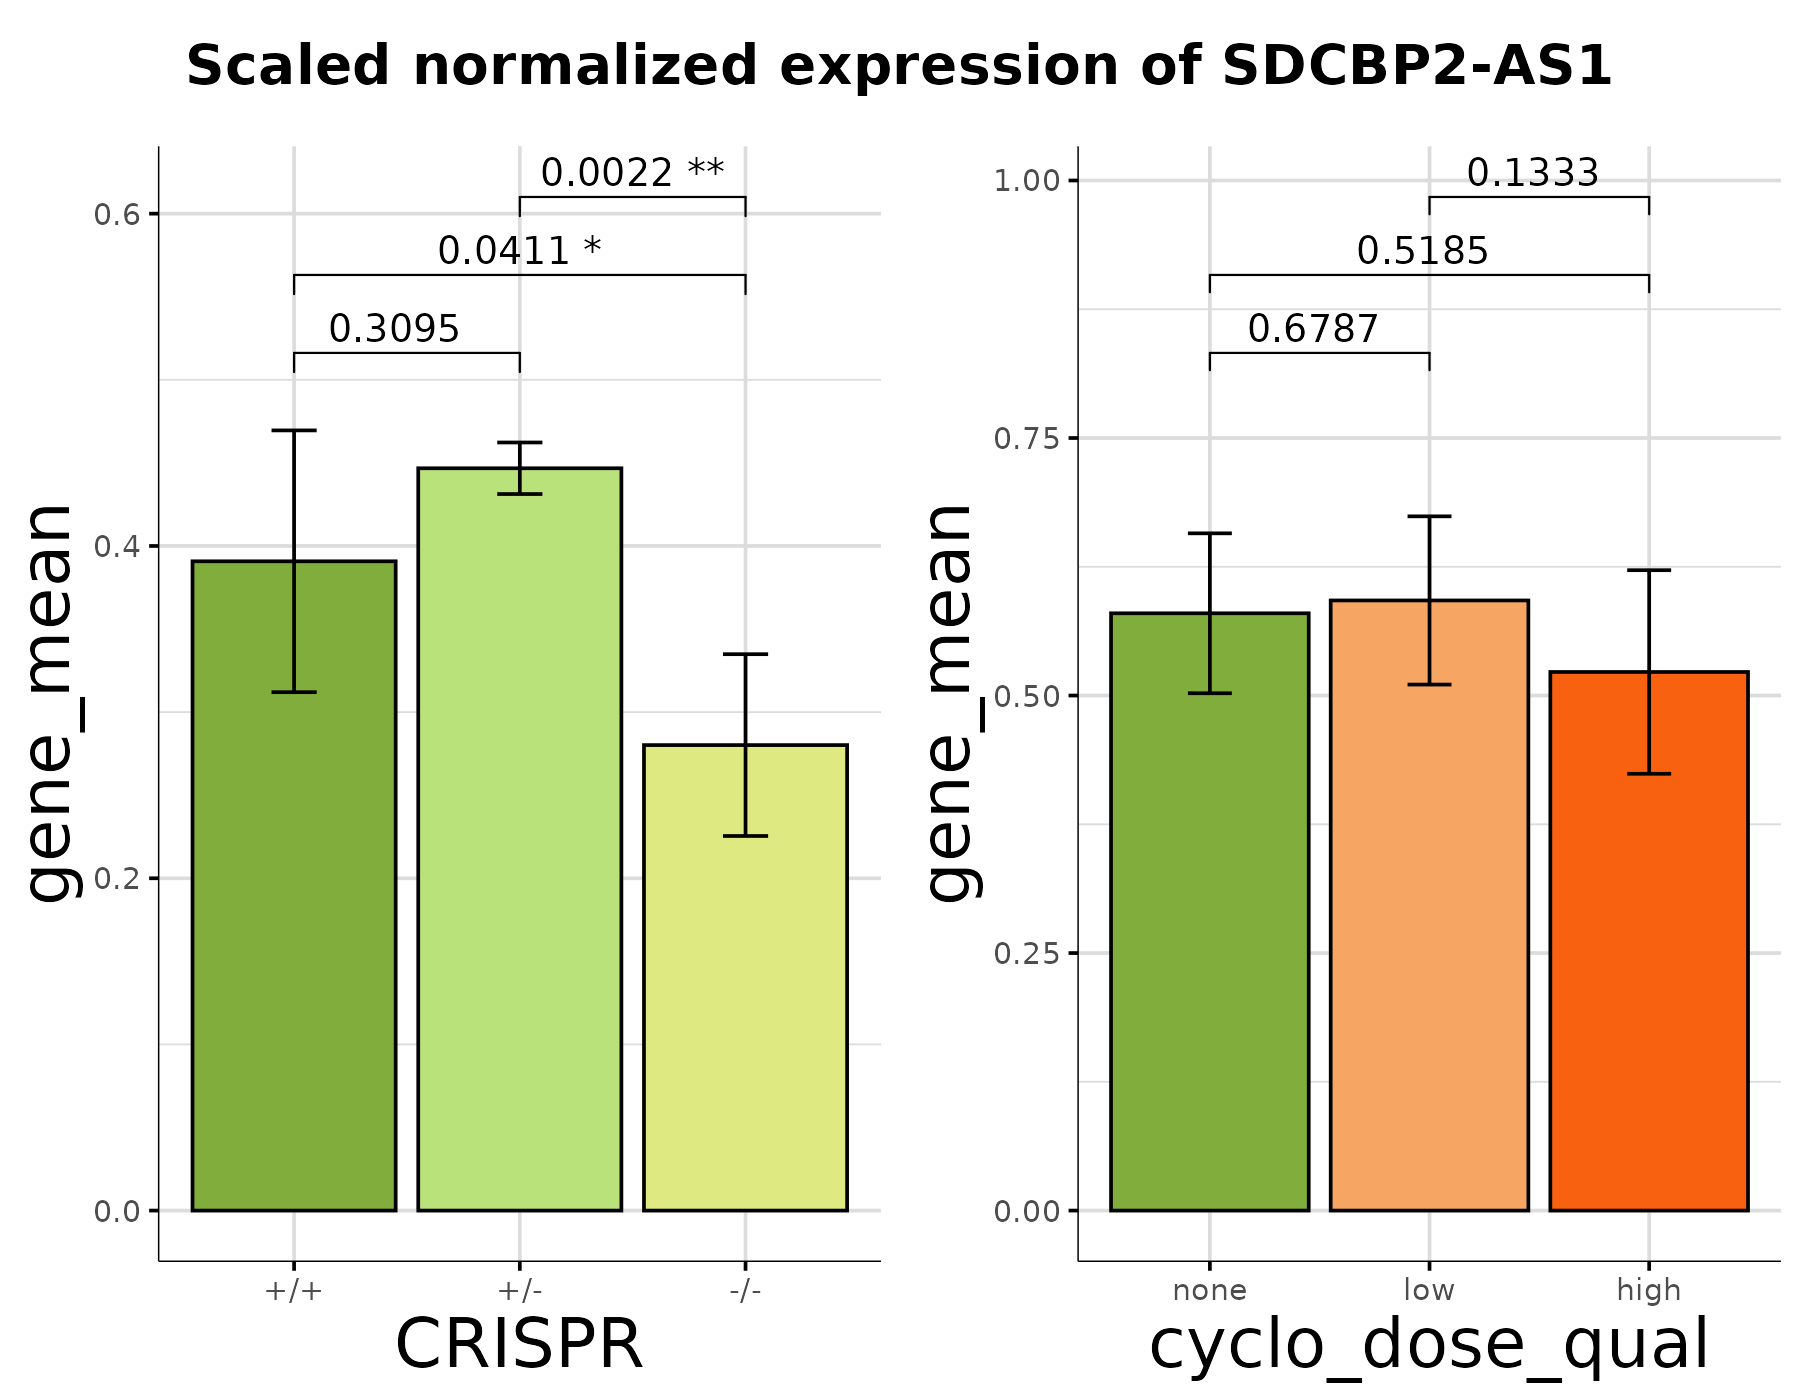 Scaled normalized expression of SDCBP2-AS1
gene_mean
0.6
0.4
0.2
0.0
0.0022 **
0.0411 *
0.3095
+/+
+/-
-/-
CRISPR
gene_mean
1.00
0.75
0.50
0.25
0.00
0.1333
0.5185
0.6787
none
low
high
cyclo_dose_qual